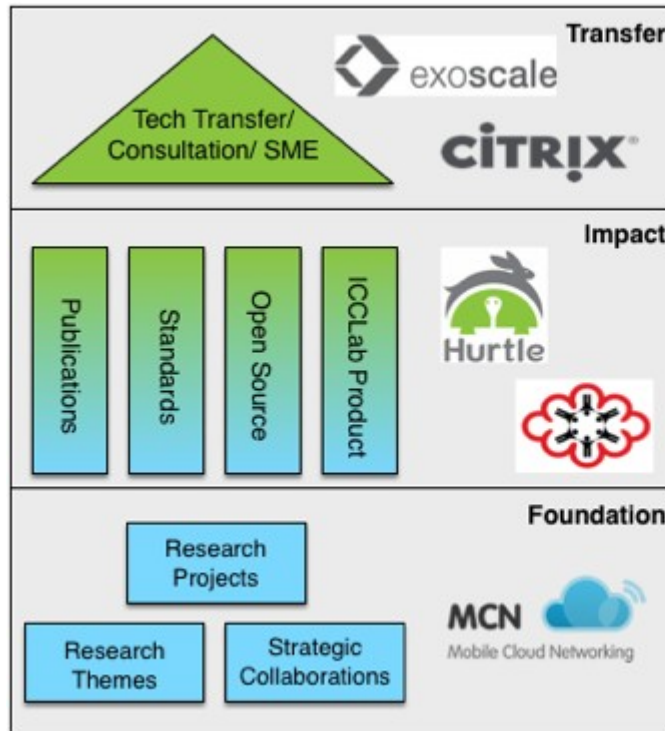 Transfer
exoscale
Tech Transfer/
Consultation/ SME
CiTRIX®
Impact
Publications
Standards
Open Source
ICCLab Product
Hurtle
Foundation
Research
Projects
MCN
Mobile Cloud Networking
Research
Themes
Strategic
Collaborations